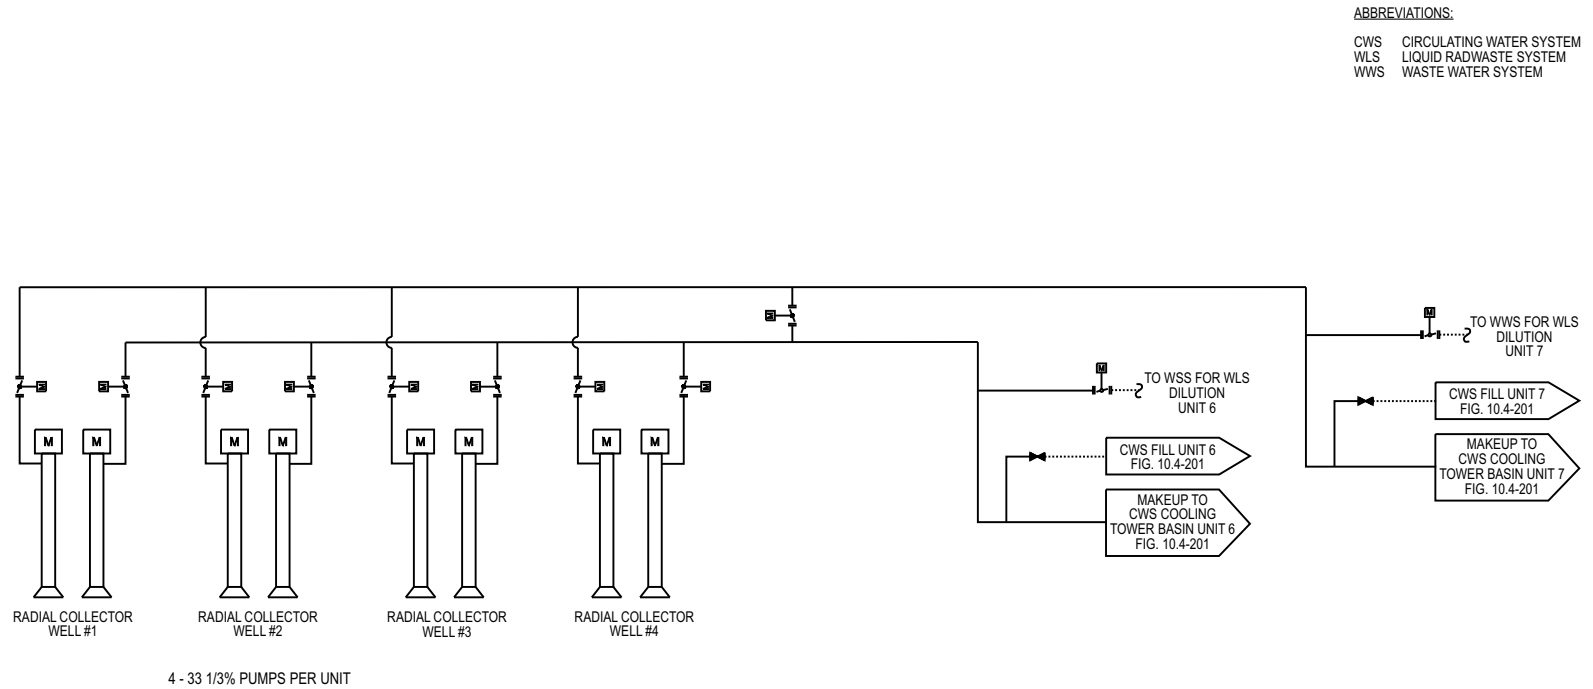 ABBREVIATIONS:
CWS CIRCULATING WATER SYSTEM
WLS LIQUID RADWASTE SYSTEM
WWS WASTE WATER SYSTEM
M
TO WWS FOR WLS
DILUTION
UNIT 7
M
M
TO WSS FOR WLS
DILUTION
UNIT 6
M
M
M
M
M
M
M
M
CWS FILL UNIT 7
FIG. 10.4-201
MAKEUP TO
CWS COOLING
TOWER BASIN UNIT 7
FIG. 10.4-201
M
M
M
M
M
M
M
M
CWS FILL UNIT 6
FIG. 10.4-201
MAKEUP TO
CWS COOLING
TOWER BASIN UNIT 6
FIG. 10.4-201
RADIAL COLLECTOR
WELL #1
RADIAL COLLECTOR
WELL #2
RADIAL COLLECTOR
WELL #3
RADIAL COLLECTOR
WELL #4
4 - 33 1/3% PUMPS PER UNIT